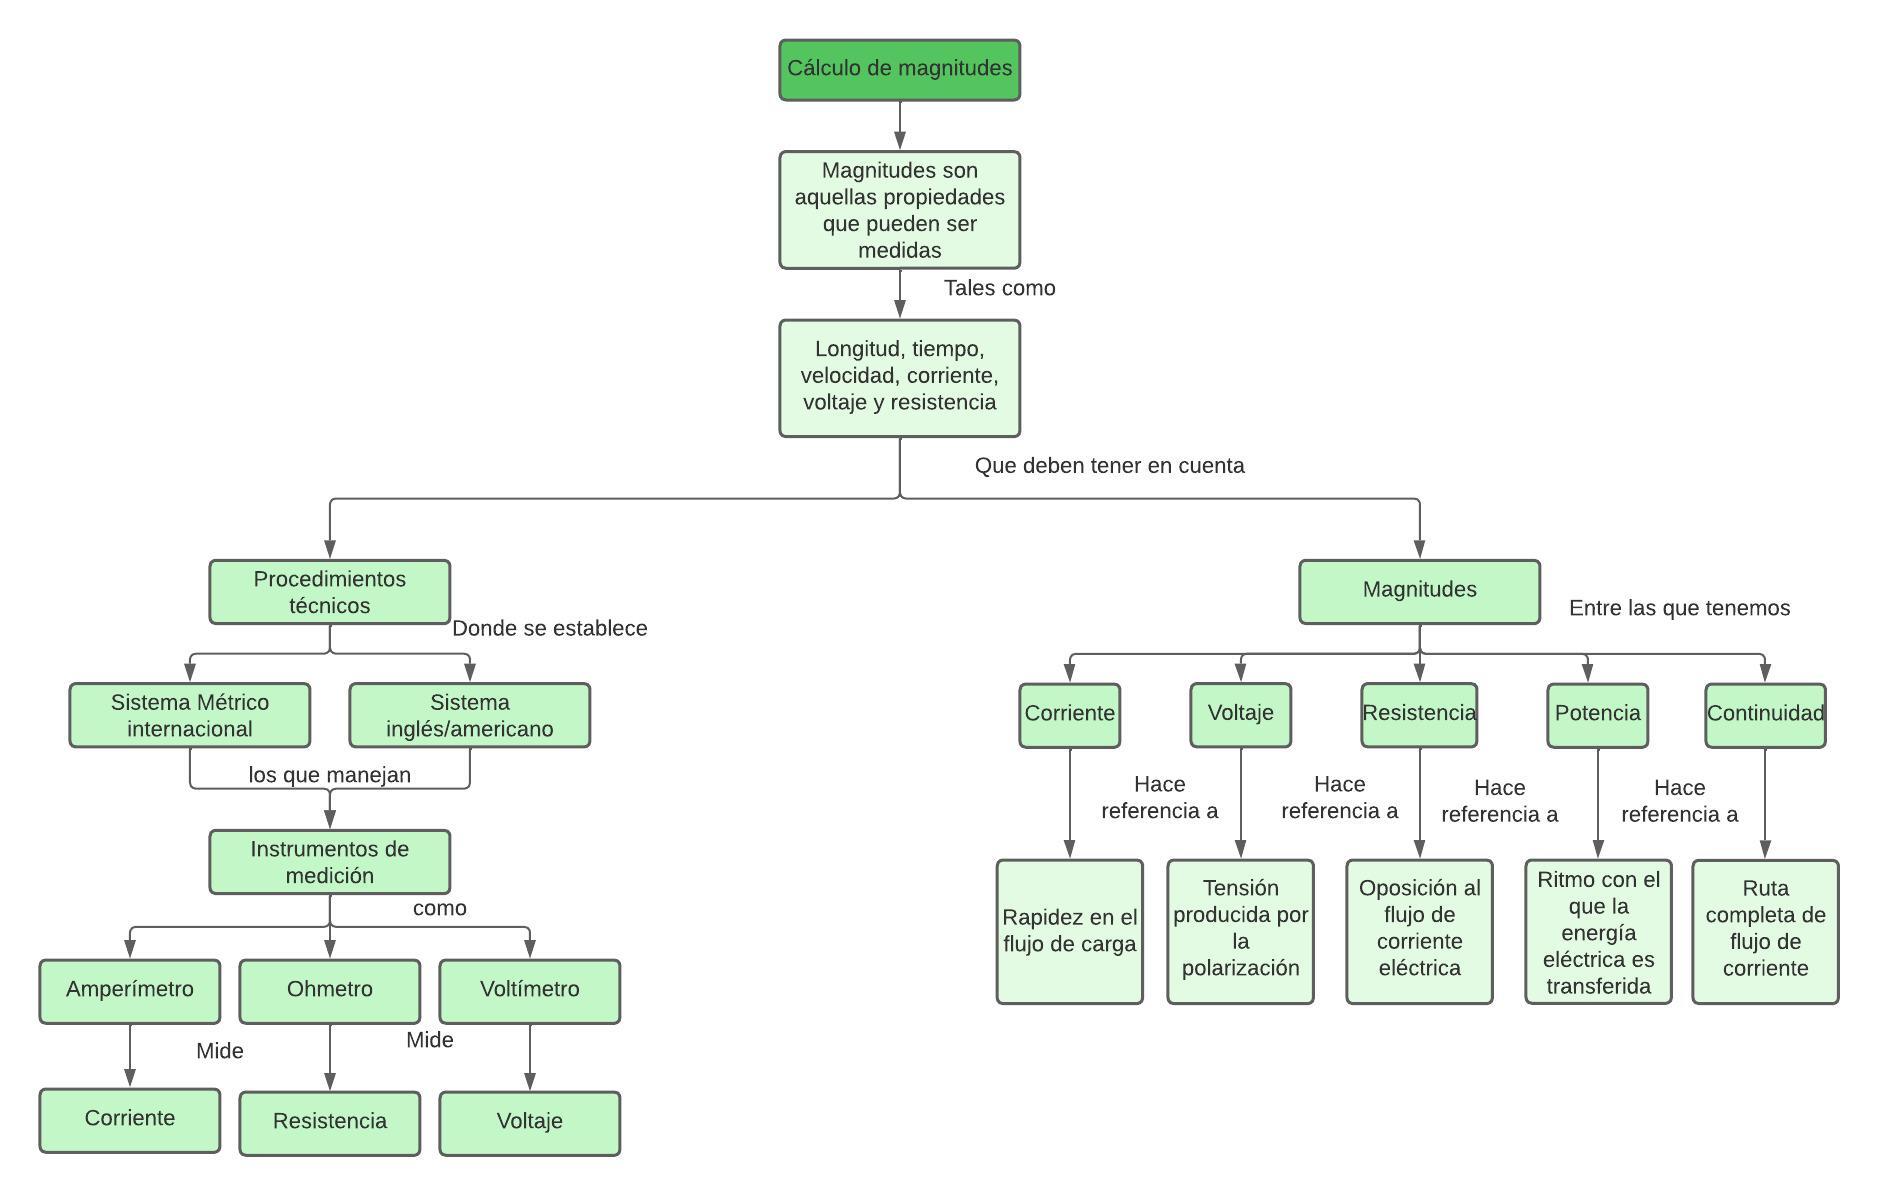 Cálculo de magnitudes
Magnitudes son
aquellas propiedades
que pueden ser
medidas
Tales como
Longitud, tiempo,
velocidad, corriente,
voltaje y resistencia
Que deben tener en cuenta
Procedimientos
técnicos
Donde se establece
Sistema Métrico
internacional
Sistema
inglés/americano
los que manejan
Instrumentos de
medición
como
Amperímetro
Ohmetro
Voltímetro
Mide
Mide
Corriente
Resistencia
Voltaje
Magnitudes
Entre las que tenemos
Corriente
Voltaje
Resistencia
Potencia
Continuidad
Hace
referencia a
Hace
referencia a
Hace
referencia a
Hace
referencia a
Rapidez en el
flujo de carga
Tensión
producida por
la
polarización
Oposición al
flujo de
corriente
eléctrica
Ritmo con el
que la
energía
eléctrica es
transferida
Ruta
completa de
flujo de
corriente